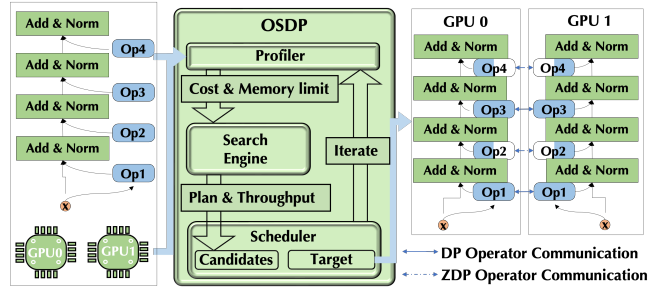 Add & Norm
Op4
Add & Norm
Op3
Add & Norm
Op2
Add & Norm
Op1
x
GPU0
GPU1
OSDP
Profiler
Cost & Memory limit
Search
Engine
Iterate
Plan & Throughput
Scheduler
Candidates
Target
GPU 0
GPU 1
Add & Norm
Add & Norm
Op4
Op4
Add & Norm
Add & Norm
Op3
Op3
Add & Norm
Add & Norm
Op2
Op2
Add & Norm
Add & Norm
Op1
Op1
x
x
DP Operator Communication
ZDP Operator Communication